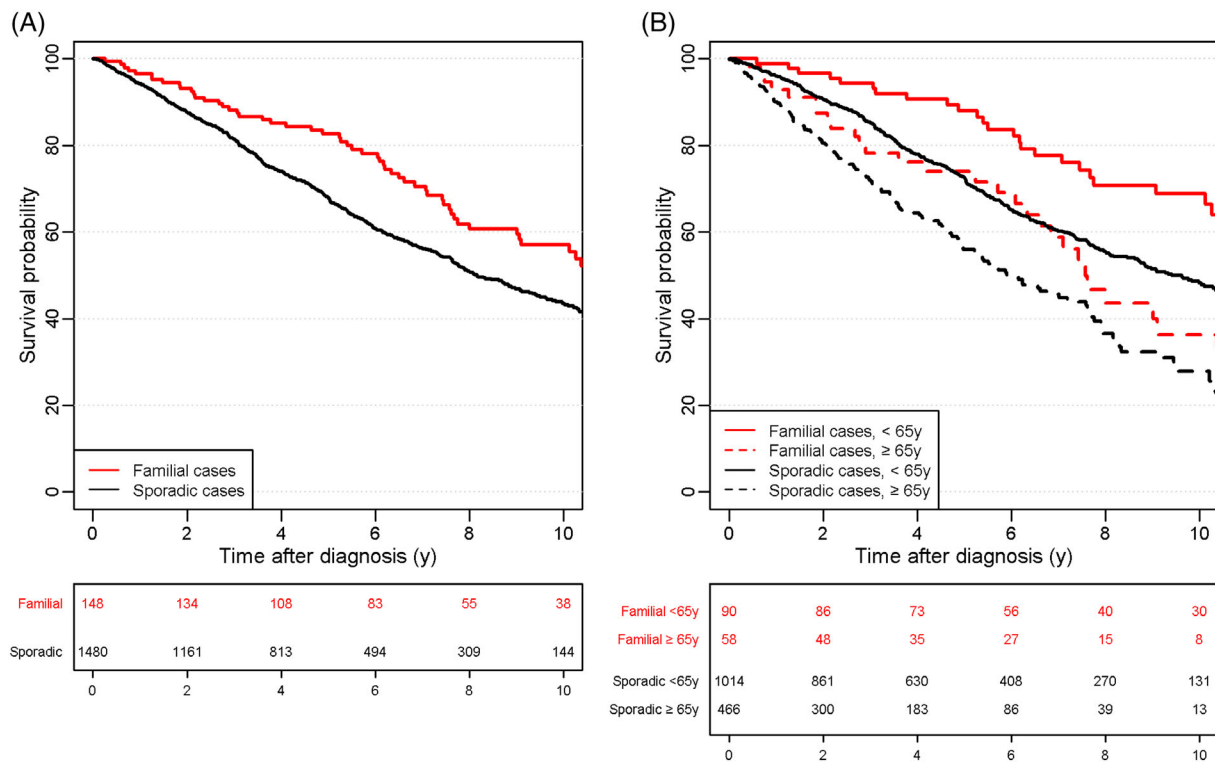 (A)
Survival probability
100
80
60
40
20
0
Familial cases
Sporadic cases
0 2 4 6 8 10
Time after diagnosis (y)
Familial 148 134 108 83 55 38
Sporadic 1480 1161 813 494 309 144
0 2 4 6 8 10
(B)
Survival probability
100
80
60
40
20
0
Familial cases, < 65y
Familial cases, ≥ 65y
Sporadic cases, < 65y
Sporadic cases, ≥ 65y
0 2 4 6 8 10
Time after diagnosis (y)
Familial <65y 90 86 73 56 40 30
Familial ≥ 65y 58 48 35 27 15 8
Sporadic <65y 1014 861 630 408 270 131
Sporadic ≥ 65y 466 300 183 86 39 13
0 2 4 6 8 10